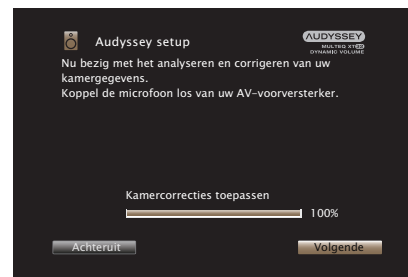 Audyssey setup
AUDYSSEY
MULTEQ XT32
DYNAMIC VOLUME
Nu bezig met het analyseren en corrigeren van uw
kamergegevens.
Koppel de microfoon los van uw AV-voorversterker.
Kamercorrecties toepassen
100%
Achteruit
Volgende